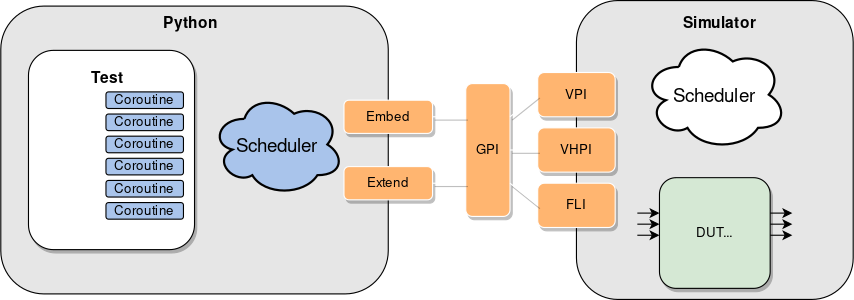 Python
Test
Coroutine
Coroutine
Coroutine
Coroutine
Coroutine
Coroutine
Scheduler
Embed
Extend
GPI
VPI
VHPI
FLI
Simulator
Scheduler
DUT...